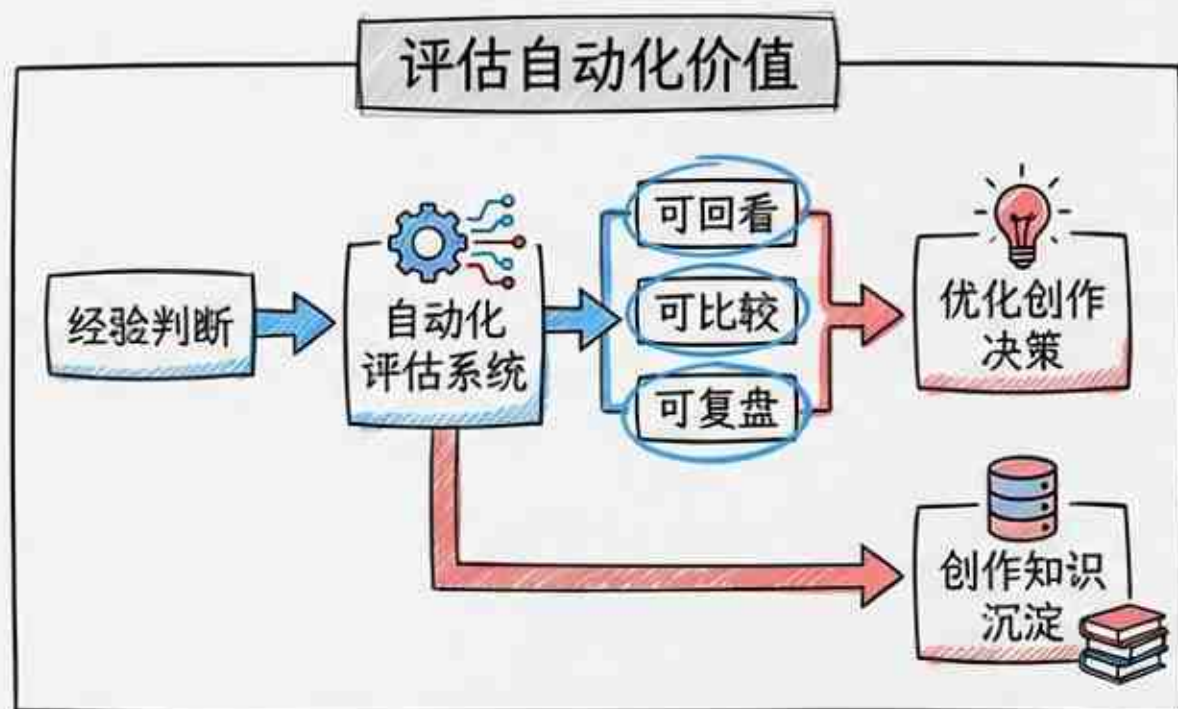 评估自动化价值
经验判断
自动化
评估系统
可回看
可比较
可复盘
优化创作
决策
创作知识
沉淀